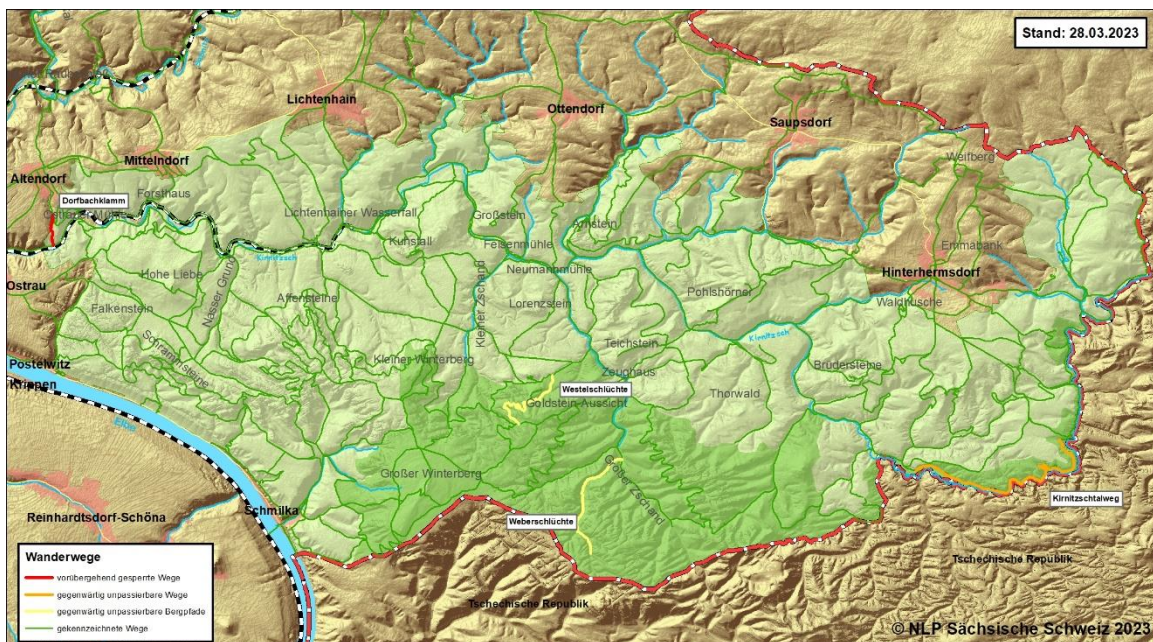 Stand: 28.03.2023
Lichtenhain
Ottendorf
Saupsdorf
Mittelndorf
Weifberg
Altendorf
Forsthaus
Dorfbachklamm
Lichtenhainer Wasserfall
Großstein
Arnstein
Kuhstall
Felsenmühle
Emmabank
Kirnitzsch
Neumannmühle
Hinterhermsdorf
Hohe Liebe
Ostrau
Nasser Grund
Affensteine
Kleiner Zschand
Lorenzstein
Pohlshörner
Waldhusche
Falkenstein
Kirnitzsch
Schrammsteine
Teichstein
Kleiner Winterberg
Brüdersteine
Postelwitz
Zeughaus
Krippen
Westelschlüchte
Thorwald
Goldstein-Aussicht
Elbe
Großer Winterberg
Großer Zschand
Kirnitzschtalweg
Schmilka
Reinhardtsdorf-Schöna
Weberschlüchte
Wanderwege
Tschechische Republik
vorübergehend gesperrte Wege
gegenwärtig unpassierbare Wege
gegenwärtig unpassierbare Bergpfade
Tschechische Republik
gekennzeichnete Wege
© NLP Sächsische Schweiz 2023